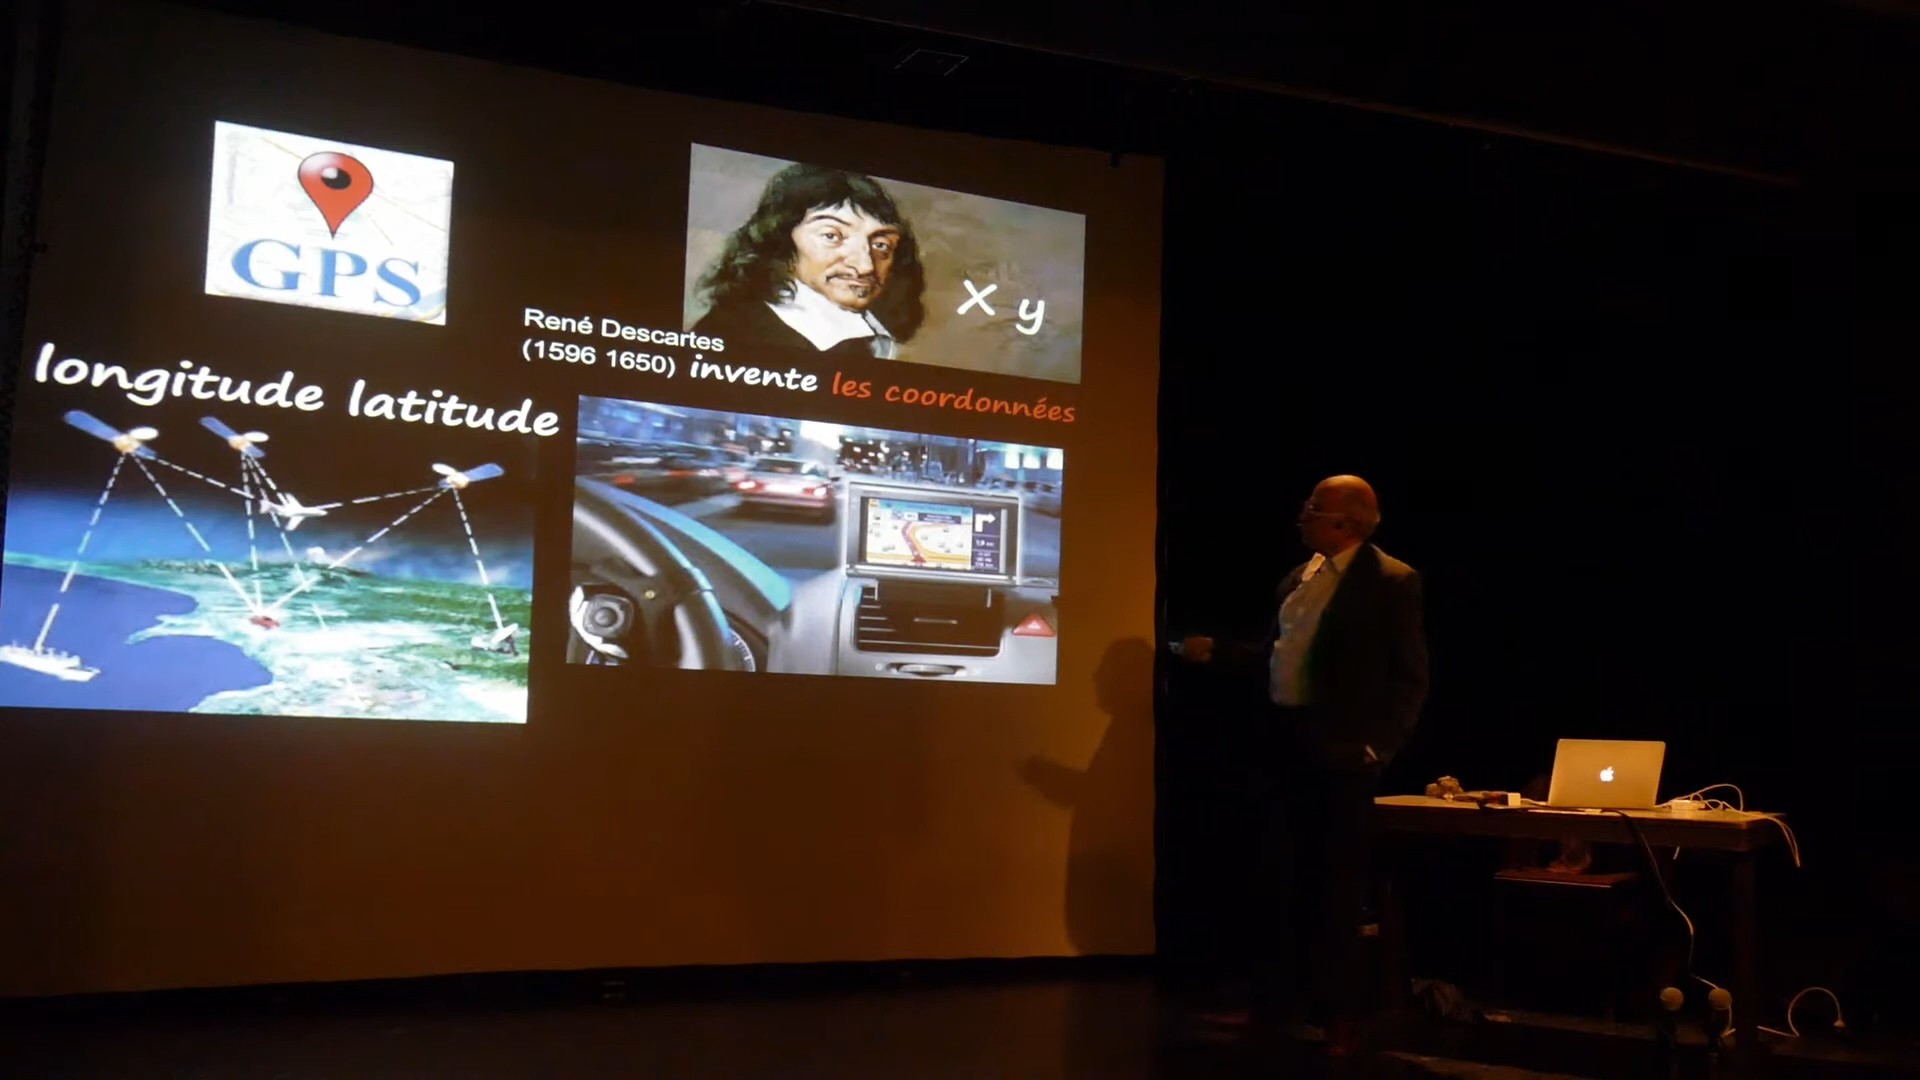 GPS
X y
René Descartes
(1596 1650) invente les coordonnées
longitude latitude